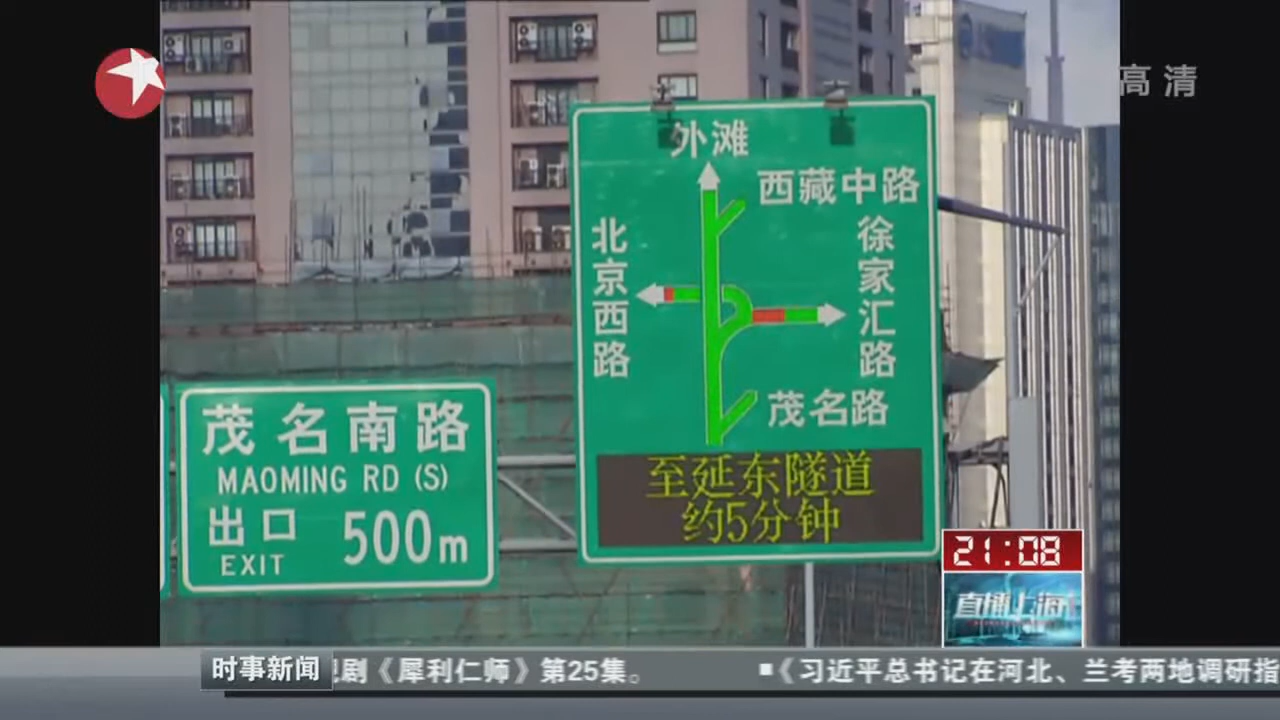 高清
外滩
西藏中路
北京西路
徐家汇路
茂名路
至延东隧道
约5分钟
茂名南路
MAOMING RD (S)
出口 500m
EXIT
21:08
直播上海
时事新闻
剧《犀利仁师》第25集。 ■《习近平总书记在河北、兰考两地调研指